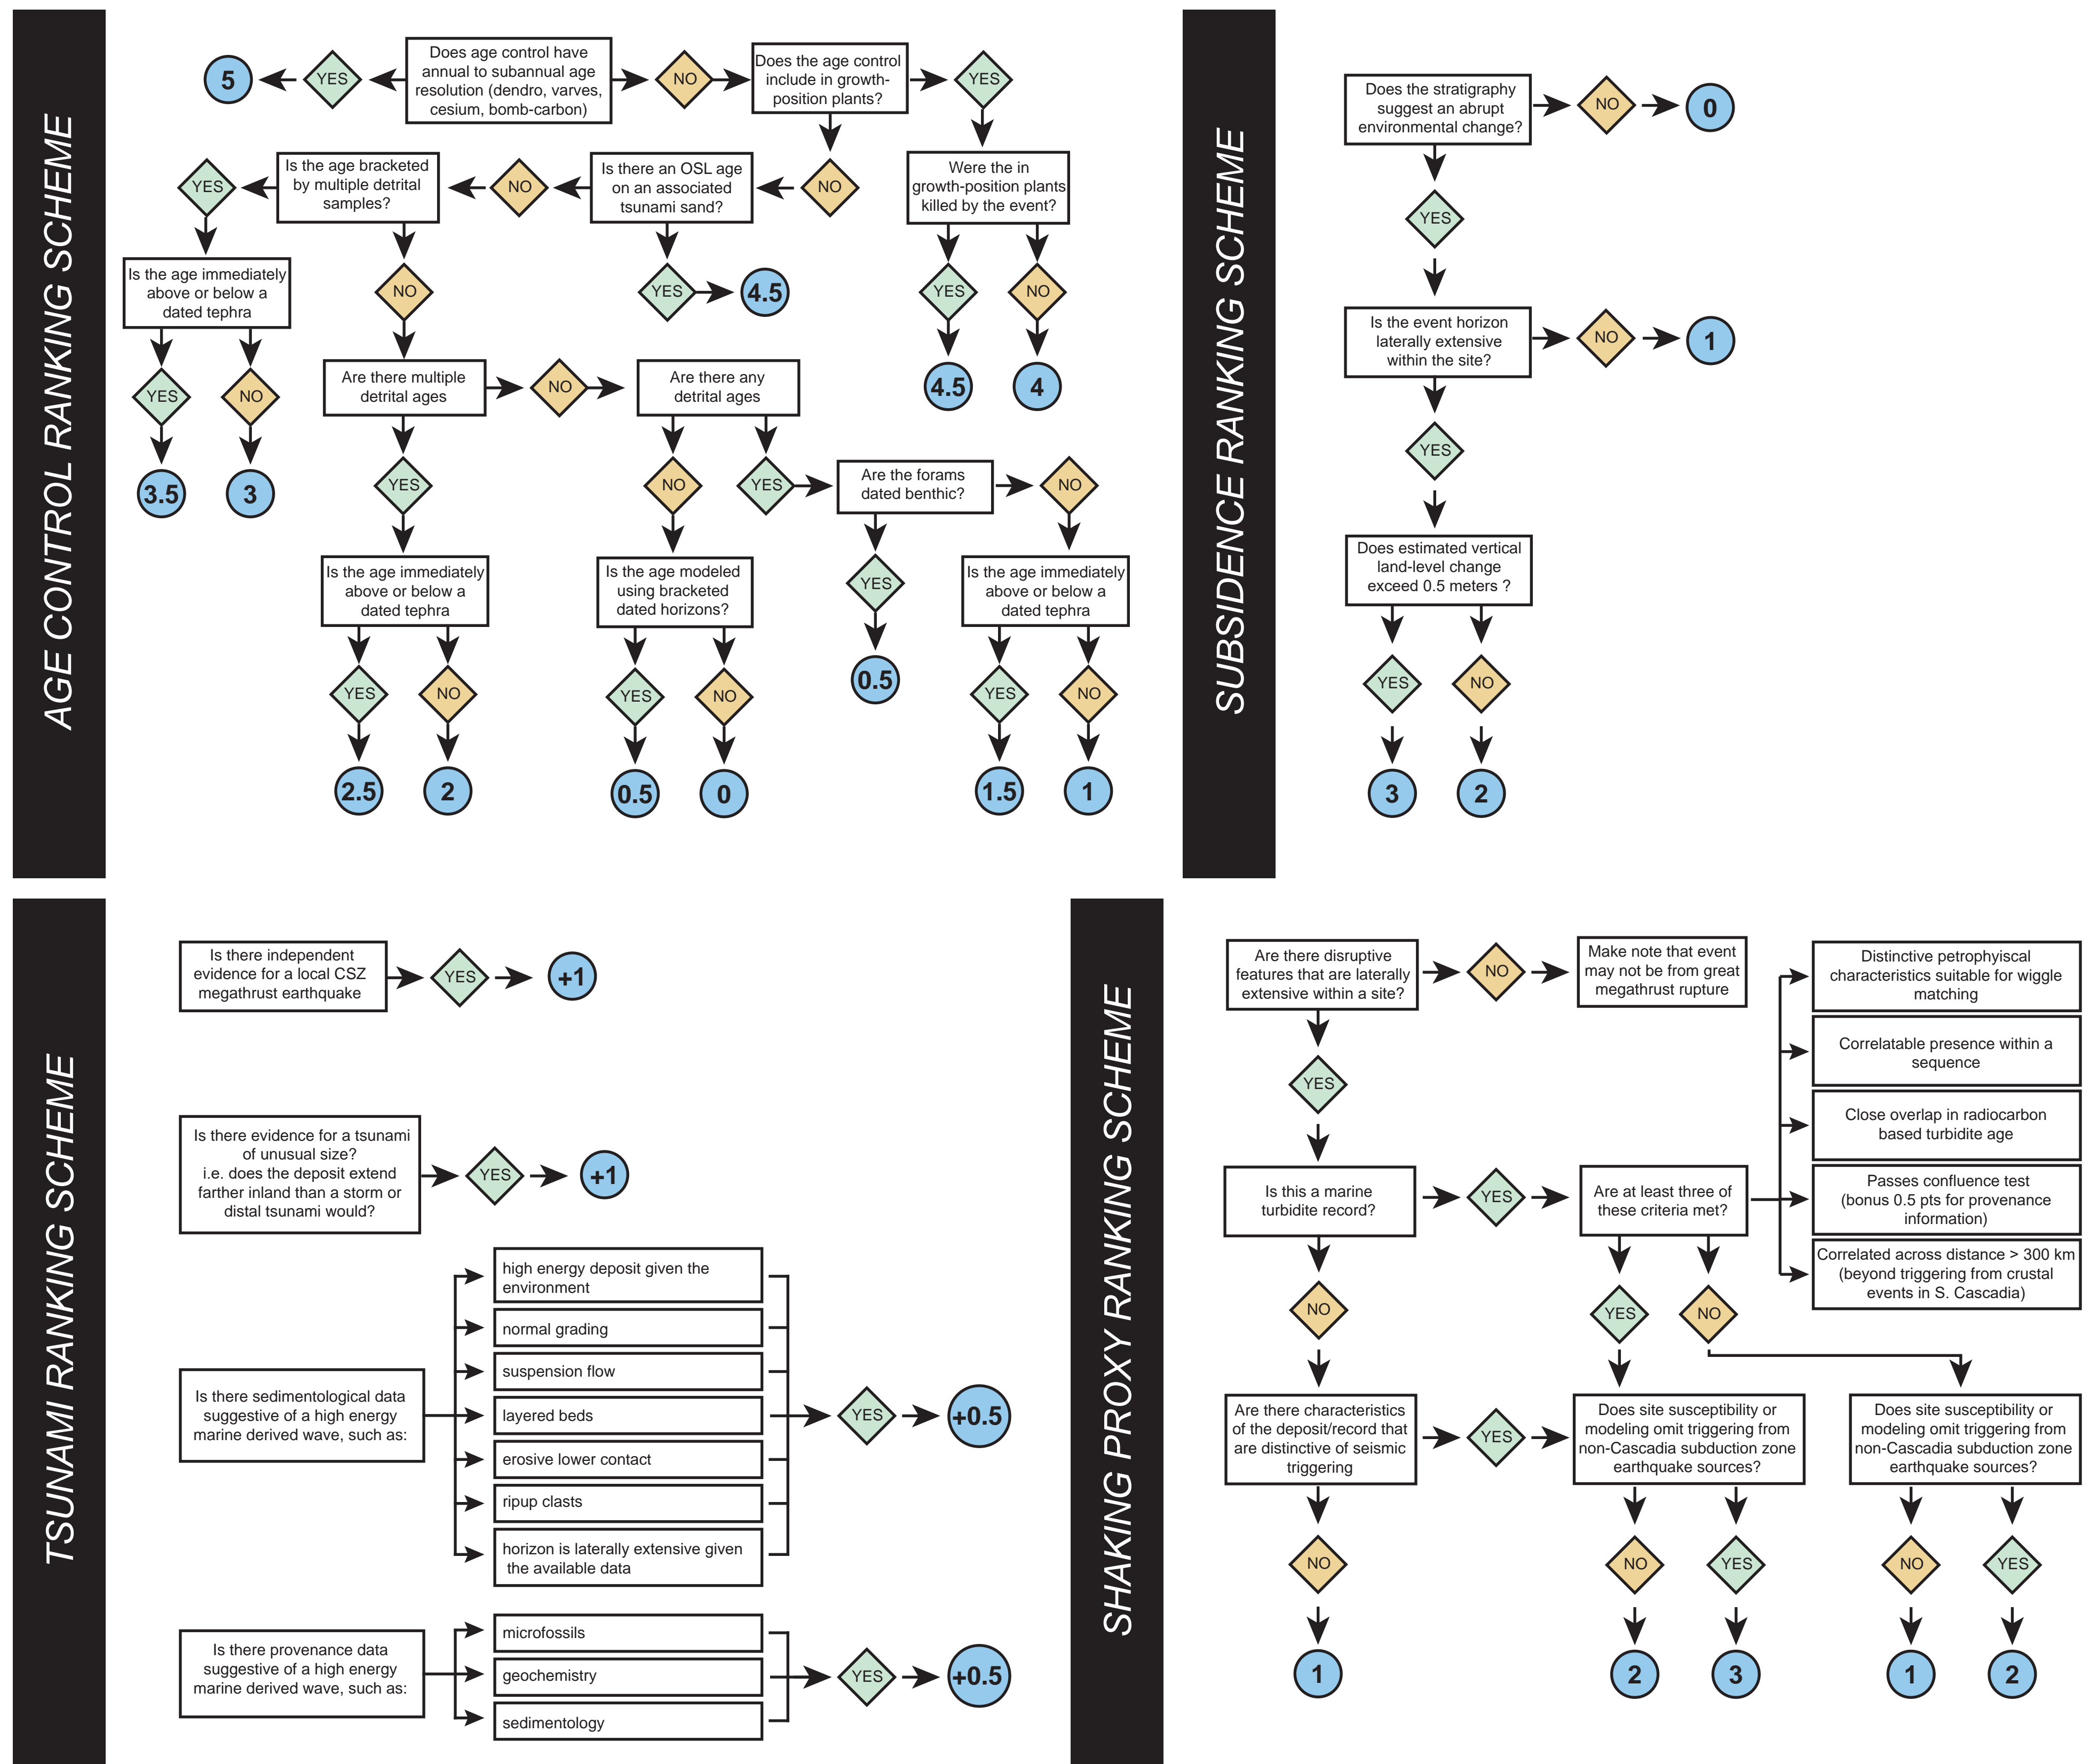 AGE CONTROL RANKING SCHEME
5
YES
Does age control have
annual to subannual age
resolution (dendro, varves,
cesium, bomb-carbon)
NO
Does the age control
include in growth-
position plants?
YES
YES
Is the age bracketed
by multiple detrital
samples?
NO
Is there an OSL age
on an associated
tsunami sand?
NO
Were the in
growth-position plants
killed by the event?
Is the age immediately
above or below a
dated tephra
NO
YES
4.5
YES
NO
YES
NO
Are there multiple
detrital ages
NO
Are there any
detrital ages
4.5
4
3.5
3
YES
NO
YES
Are the forams
dated benthic?
NO
Is the age immediately
above or below a
dated tephra
Is the age modeled
using bracketed
dated horizons?
YES
Is the age immediately
above or below a
dated tephra
YES
NO
YES
NO
0.5
YES
NO
2.5
2
0.5
0
1.5
1
SUBSIDENCE RANKING SCHEME
Does the stratigraphy
suggest an abrupt
environmental change?
NO
0
YES
Is the event horizon
laterally extensive
within the site?
NO
1
YES
Does estimated vertical
land-level change
exceed 0.5 meters ?
YES
NO
3
2
TSUNAMI RANKING SCHEME
Is there independent
evidence for a local CSZ
megathrust earthquake
YES
+1
Is there evidence for a tsunami
of unusual size?
i.e. does the deposit extend
farther inland than a storm or
distal tsunami would?
YES
+1
Is there sedimentological data
suggestive of a high energy
marine derived wave, such as:
high energy deposit given the
environment
normal grading
suspension flow
layered beds
erosive lower contact
ripup clasts
horizon is laterally extensive given
the available data
YES
+0.5
Is there provenance data
suggestive of a high energy
marine derived wave, such as:
microfossils
geochemistry
sedimentology
YES
+0.5
SHAKING PROXY RANKING SCHEME
Are there disruptive
features that are laterally
extensive within a site?
NO
Make note that event
may not be from great
megathrust rupture
YES
Is this a marine
turbidite record?
YES
Are at least three of
these criteria met?
Distinctive petrophyiscal
characteristics suitable for wiggle
matching
Correlatable presence within a
sequence
Close overlap in radiocarbon
based turbidite age
Passes confluence test
(bonus 0.5 pts for provenance
information)
Correlated across distance > 300 km
(beyond triggering from crustal
events in S. Cascadia)
NO
YES
NO
Are there characteristics
of the deposit/record that
are distinctive of seismic
triggering
YES
Does site susceptibility or
modeling omit triggering from
non-Cascadia subduction zone
earthquake sources?
Does site susceptibility or
modeling omit triggering from
non-Cascadia subduction zone
earthquake sources?
NO
NO
YES
NO
YES
1
2
3
1
2